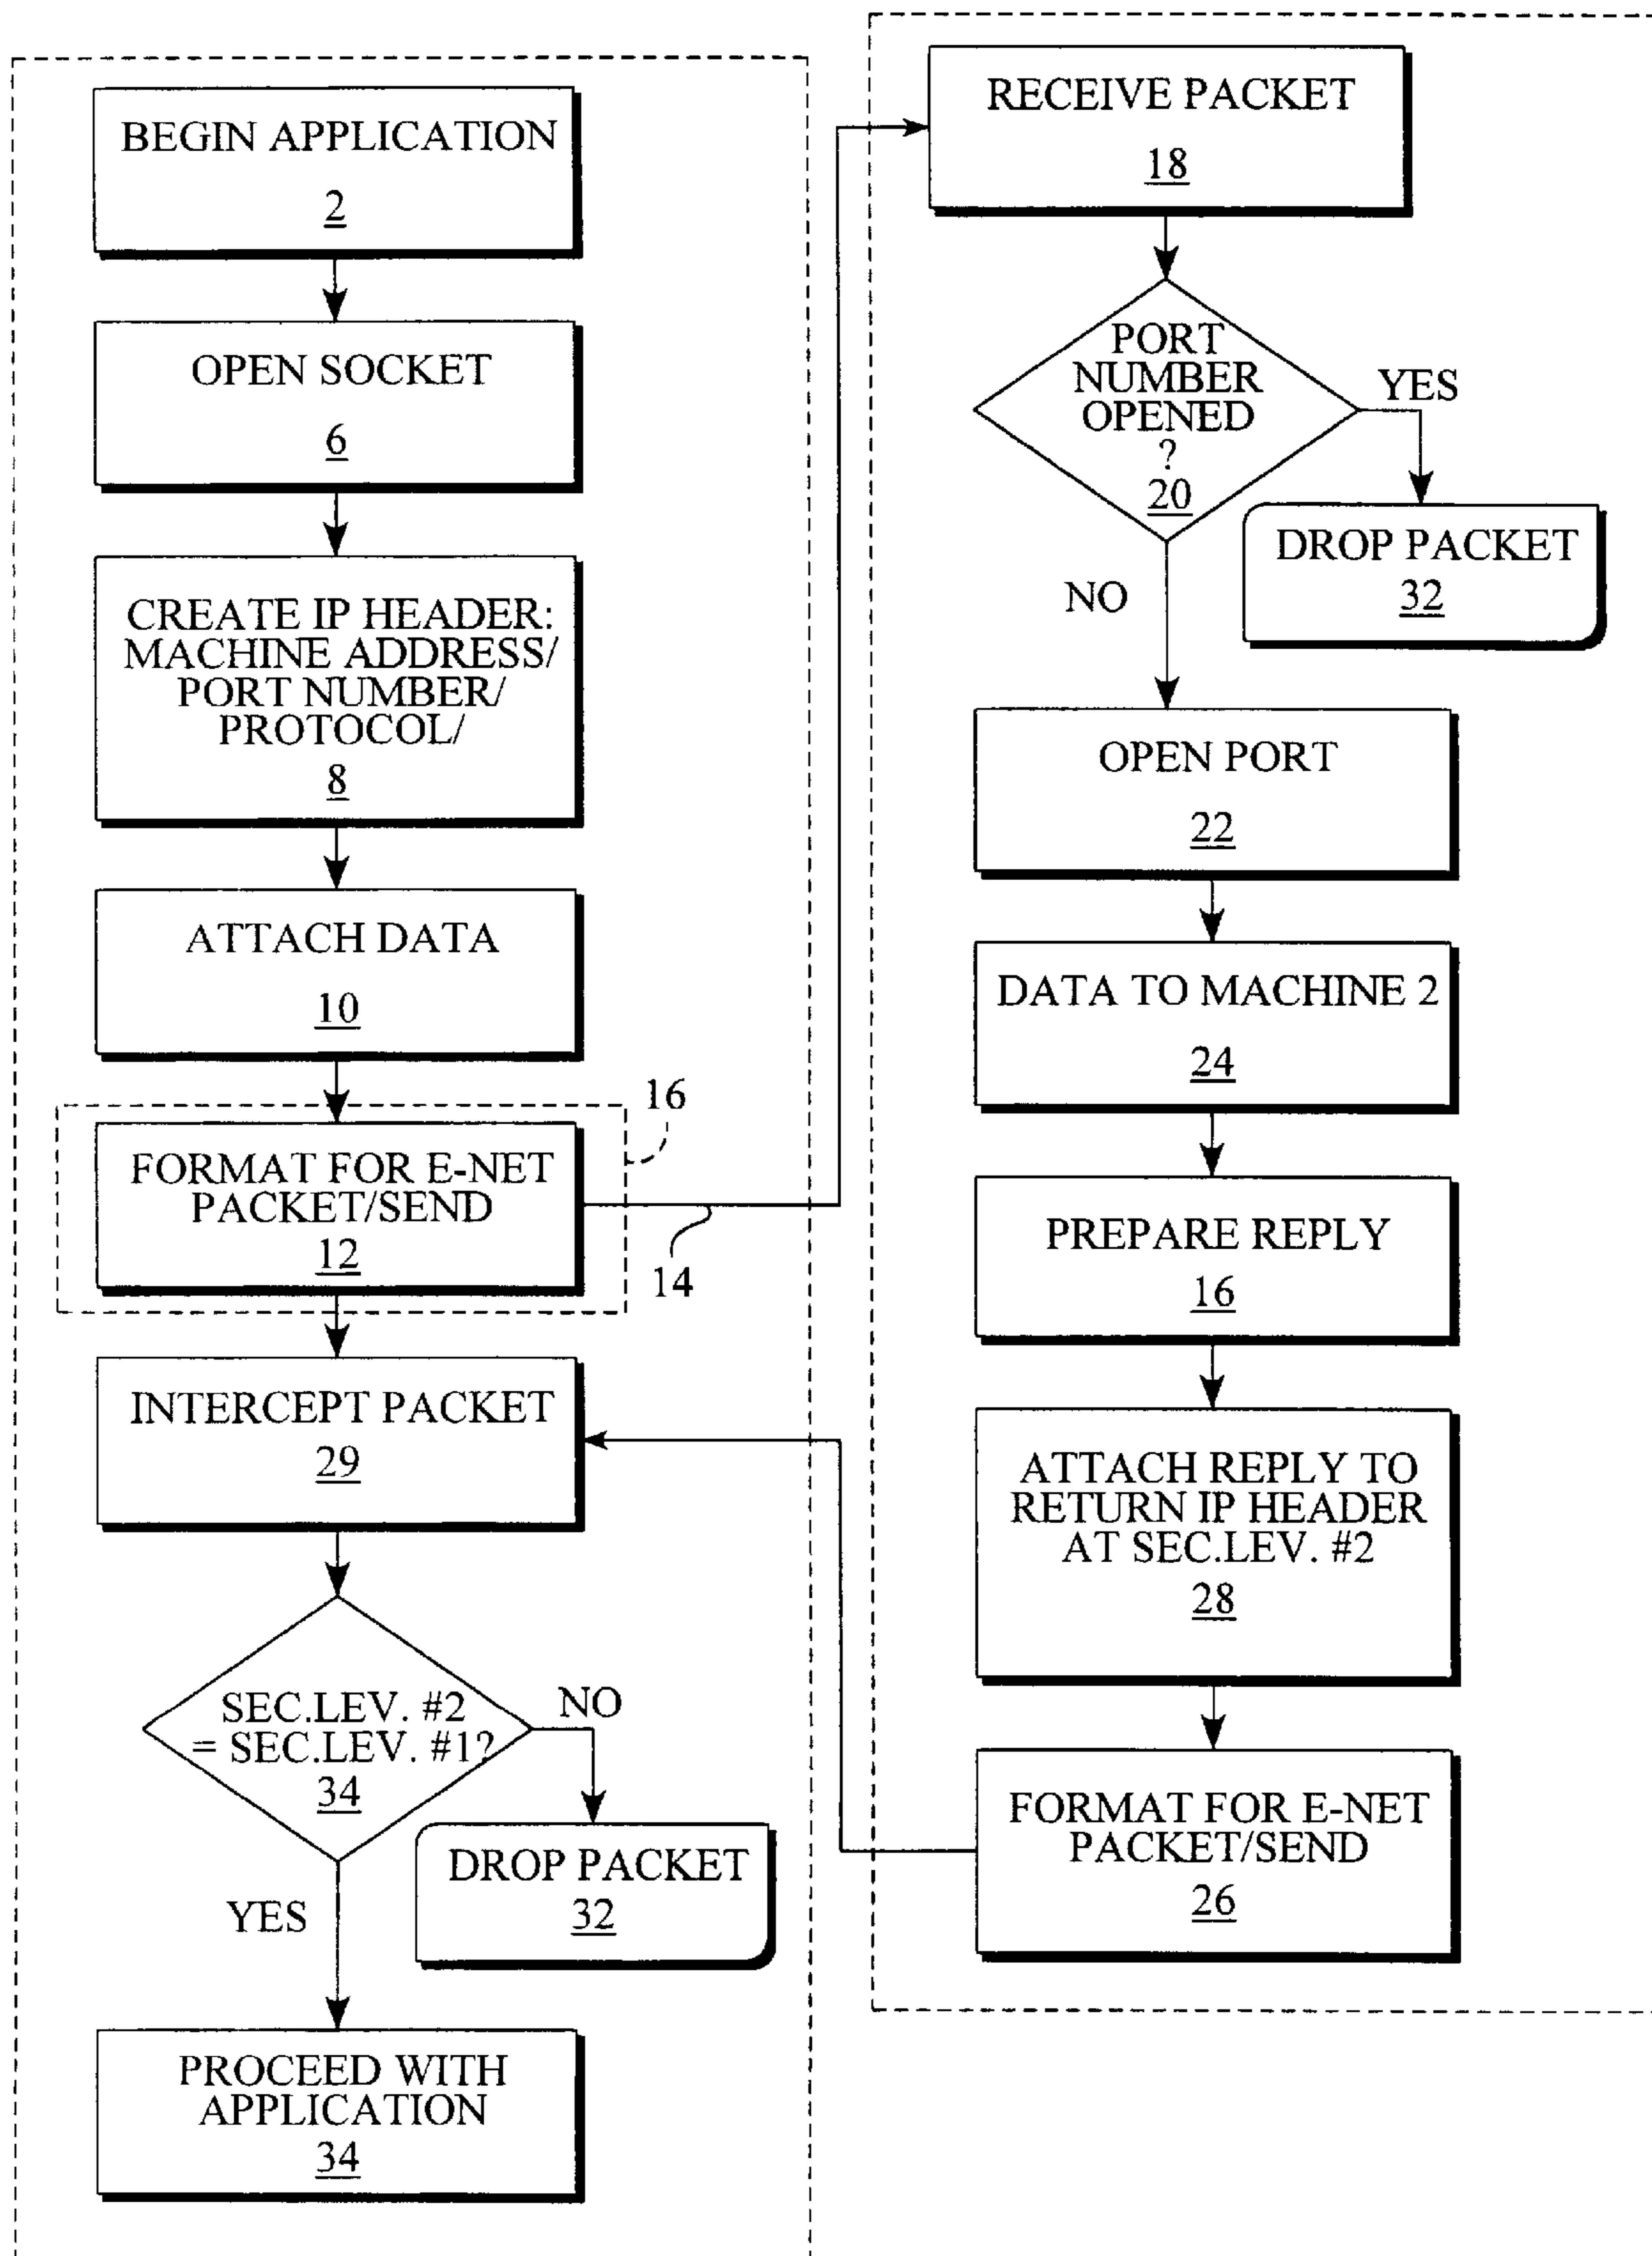 BEGIN APPLICATION
2
OPEN SOCKET
6
CREATE IP HEADER:
MACHINE ADDRESS/
PORT NUMBER/
PROTOCOL/
8
ATTACH DATA
10
16
FORMAT FOR E-NET
PACKET/SEND
12
14
INTERCEPT PACKET
29
SEC.LEV. #2
= SEC.LEV. #1?
34
NO
DROP PACKET
32
YES
PROCEED WITH
APPLICATION
34
RECEIVE PACKET
18
PORT
NUMBER
OPENED
?
20
YES
DROP PACKET
32
NO
OPEN PORT
22
DATA TO MACHINE 2
24
PREPARE REPLY
16
ATTACH REPLY TO
RETURN IP HEADER
AT SEC.LEV. #2
28
FORMAT FOR E-NET
PACKET/SEND
26